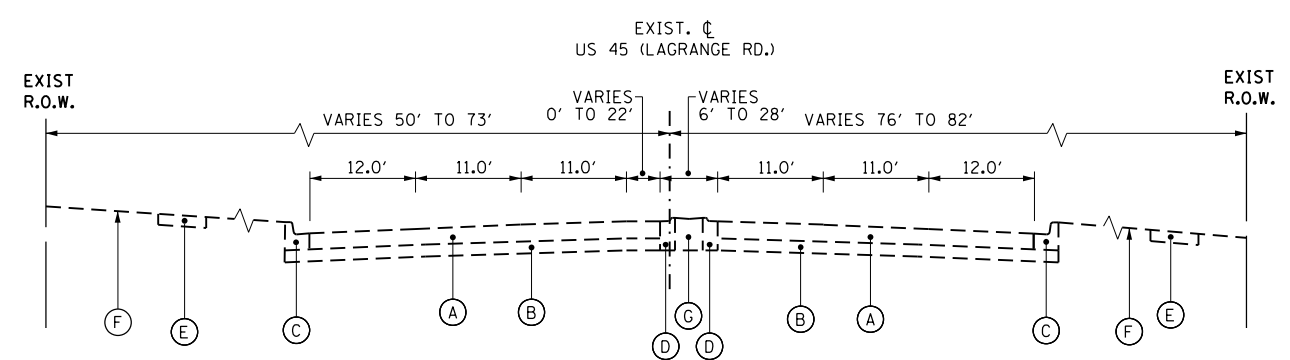 EXIST. ℄
US 45 (LAGRANGE RD.)
EXIST
R.O.W.
EXIST
R.O.W.
VARIES
0' TO 22'
VARIES
6' TO 28'
VARIES 50' TO 73'
VARIES 76' TO 82'
12.0' 11.0' 11.0' 11.0' 11.0' 12.0'
F E C A B D G D B A C F E